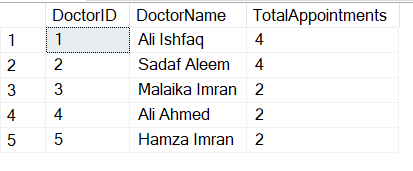 DoctorID DoctorName TotalAppointments
1 1 Ali Ishfaq 4
2 2 Sadaf Aleem 4
3 3 Malaika Imran 2
4 4 Ali Ahmed 2
5 5 Hamza Imran 2